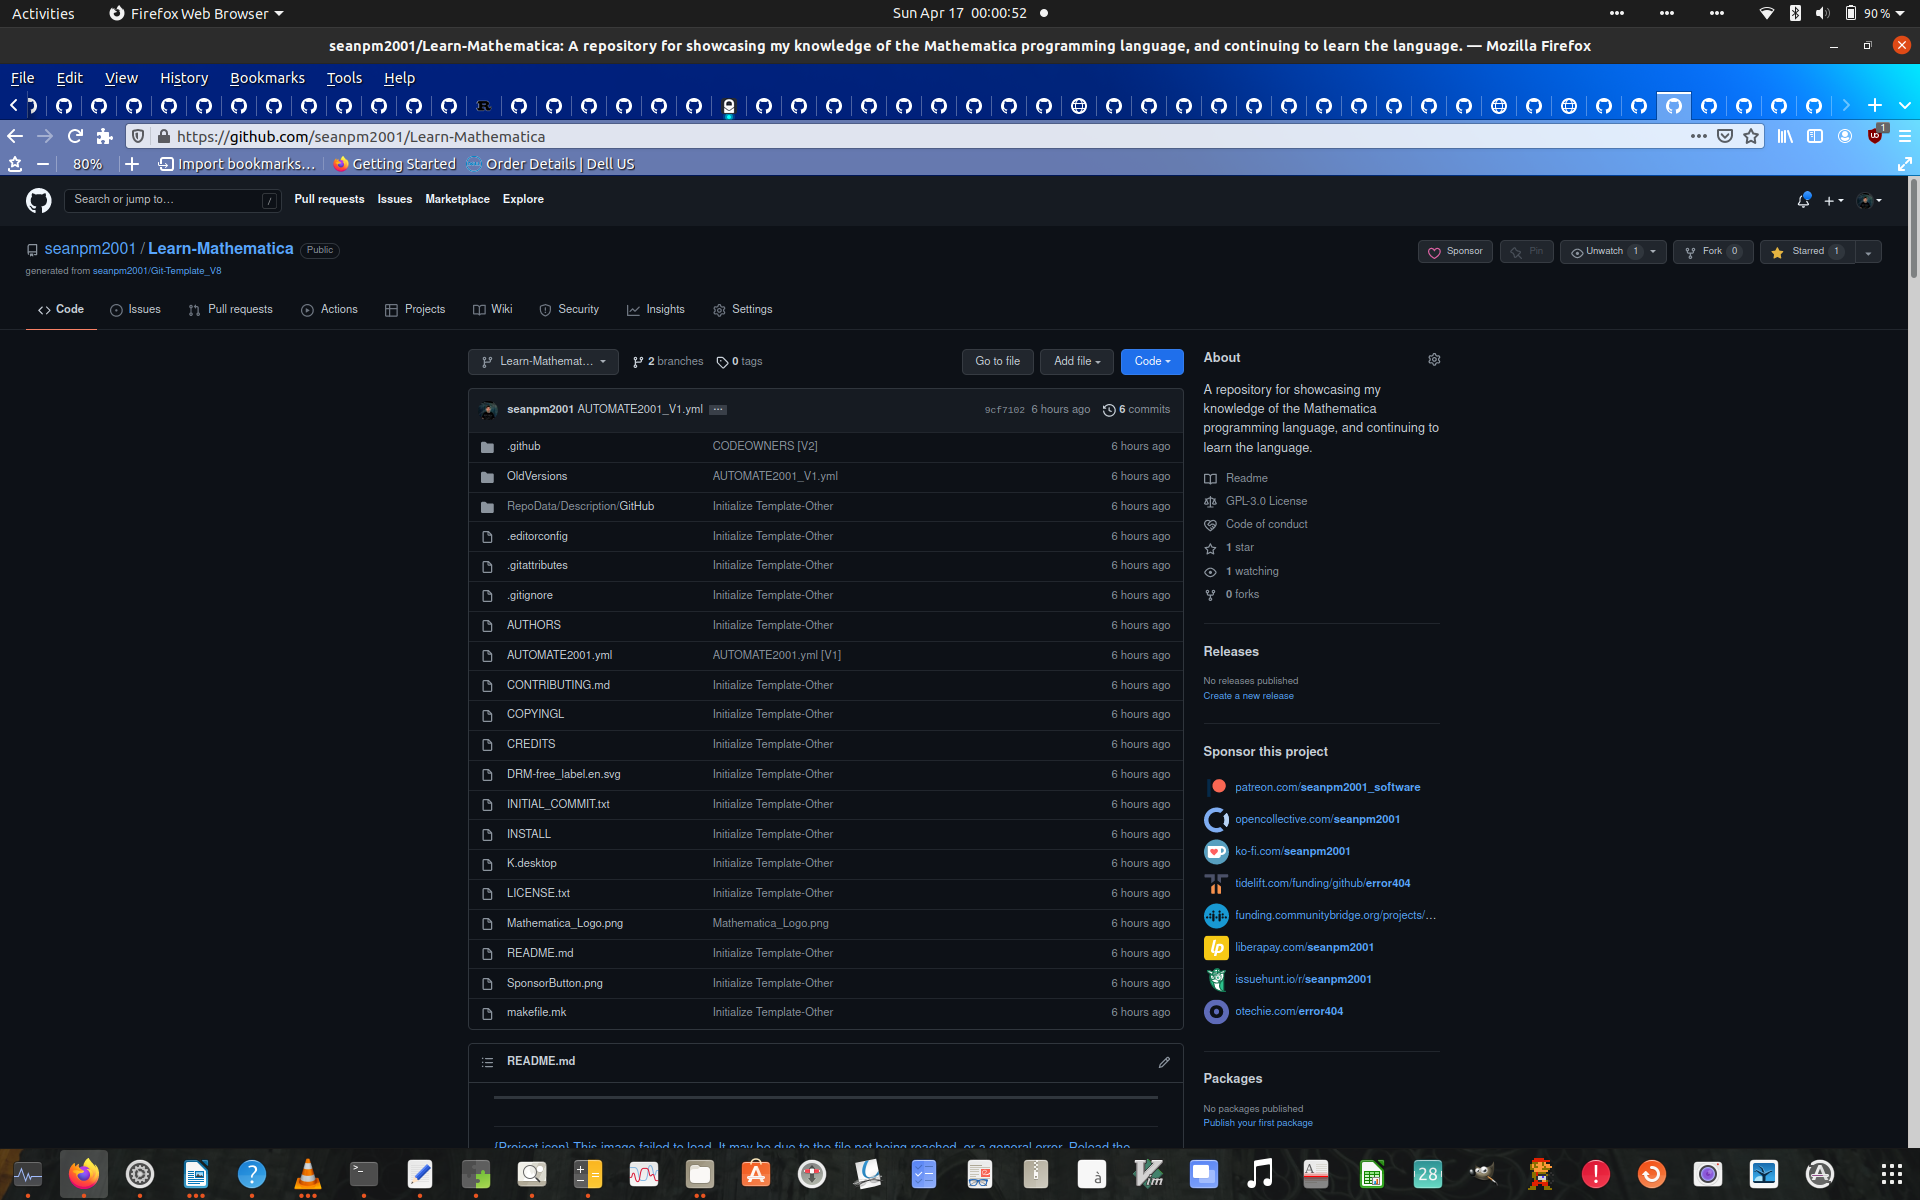 Activities
Firefox Web Browser
Sun Apr 17 00:00:52
90 %
seanpm2001/Learn-Mathematica: A repository for showcasing my knowledge of the Mathematica programming language, and continuing to learn the language. — Mozilla Firefox
File Edit View History Bookmarks Tools Help
https://github.com/seanpm2001/Learn-Mathematica
1
80%
Import bookmarks...
Getting Started
Order Details | Dell US
Search or jump to...
/
Pull requests Issues Marketplace Explore
seanpm2001 / Learn-Mathematica Public
generated from seanpm2001/Git-Template_V8
Sponsor
Pin
Unwatch 1
Fork 0
Starred 1
Code Issues Pull requests Actions Projects Wiki Security Insights Settings
Learn-Mathemat...
2 branches
0 tags
Go to file
Add file
Code
seanpm2001 AUTOMATE2001_V1.yml ...
9cf7102 6 hours ago
6 commits
.github CODEOWNERS [V2] 6 hours ago
OldVersions AUTOMATE2001_V1.yml 6 hours ago
RepoData/Description/GitHub Initialize Template-Other 6 hours ago
.editorconfig Initialize Template-Other 6 hours ago
.gitattributes Initialize Template-Other 6 hours ago
.gitignore Initialize Template-Other 6 hours ago
AUTHORS Initialize Template-Other 6 hours ago
AUTOMATE2001.yml AUTOMATE2001.yml [V1] 6 hours ago
CONTRIBUTING.md Initialize Template-Other 6 hours ago
COPYINGL Initialize Template-Other 6 hours ago
CREDITS Initialize Template-Other 6 hours ago
DRM-free_label.en.svg Initialize Template-Other 6 hours ago
INITIAL_COMMIT.txt Initialize Template-Other 6 hours ago
INSTALL Initialize Template-Other 6 hours ago
K.desktop Initialize Template-Other 6 hours ago
LICENSE.txt Initialize Template-Other 6 hours ago
Mathematica_Logo.png Mathematica_Logo.png 6 hours ago
README.md Initialize Template-Other 6 hours ago
SponsorButton.png Initialize Template-Other 6 hours ago
makefile.mk Initialize Template-Other 6 hours ago
README.md
{Project icon} This image failed to load. It may be due to the file not being reached, or a general error. Reload the
About
A repository for showcasing my
knowledge of the Mathematica
programming language, and continuing to
learn the language.
Readme
GPL-3.0 License
Code of conduct
1 star
1 watching
0 forks
Releases
No releases published
Create a new release
Sponsor this project
patreon.com/seanpm2001_software
opencollective.com/seanpm2001
ko-fi.com/seanpm2001
tidelift.com/funding/github/error404
funding.communitybridge.org/projects/...
lp liberapay.com/seanpm2001
issuehunt.io/r/seanpm2001
otechie.com/error404
Packages
No packages published
Publish your first package
28
Vim